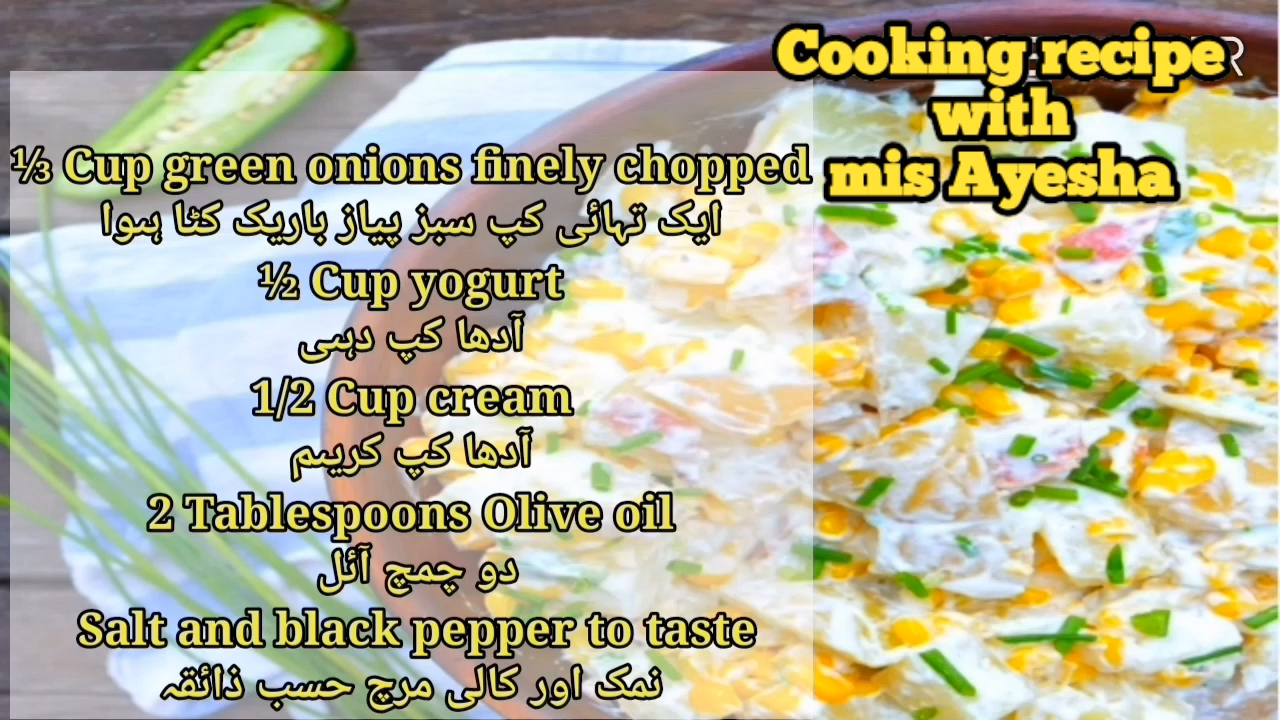 Cooking recipe
with
mis Ayesha
⅓ Cup green onions finely chopped
ایک تہائی کپ سبز پیاز باریک کٹا ہوا
½ Cup yogurt
آدھا کپ دہی
1/2 Cup cream
آدھا کپ کریم
2 Tablespoons Olive oil
دو چمچ آئل
Salt and black pepper to taste
نمک اور کالی مرچ حسب ذائقہ